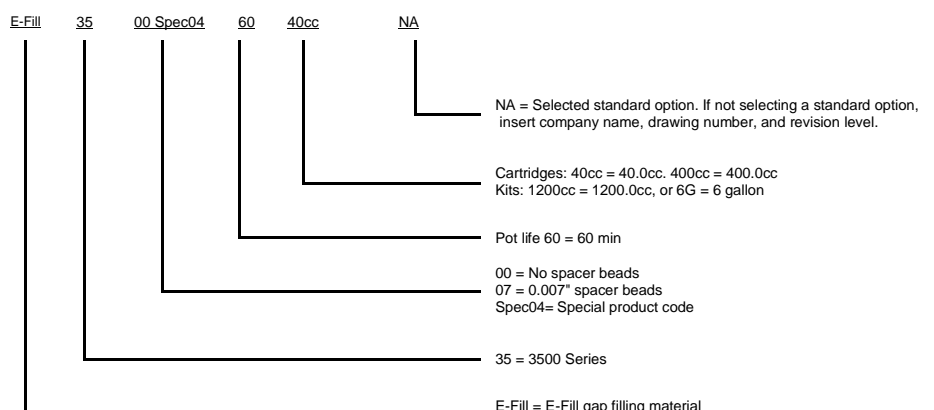 E-Fill 35 00 Spec04 60 40cc NA
NA = Selected standard option. If not selecting a standard option,
insert company name, drawing number, and revision level.
Cartridges: 40cc = 40.0cc. 400cc = 400.0cc
Kits: 1200cc = 1200.0cc, or 6G = 6 gallon
Pot life 60 = 60 min
00 = No spacer beads
07 = 0.007" spacer beads
Spec04= Special product code
35 = 3500 Series
E-Fill = E-Fill gap filling material